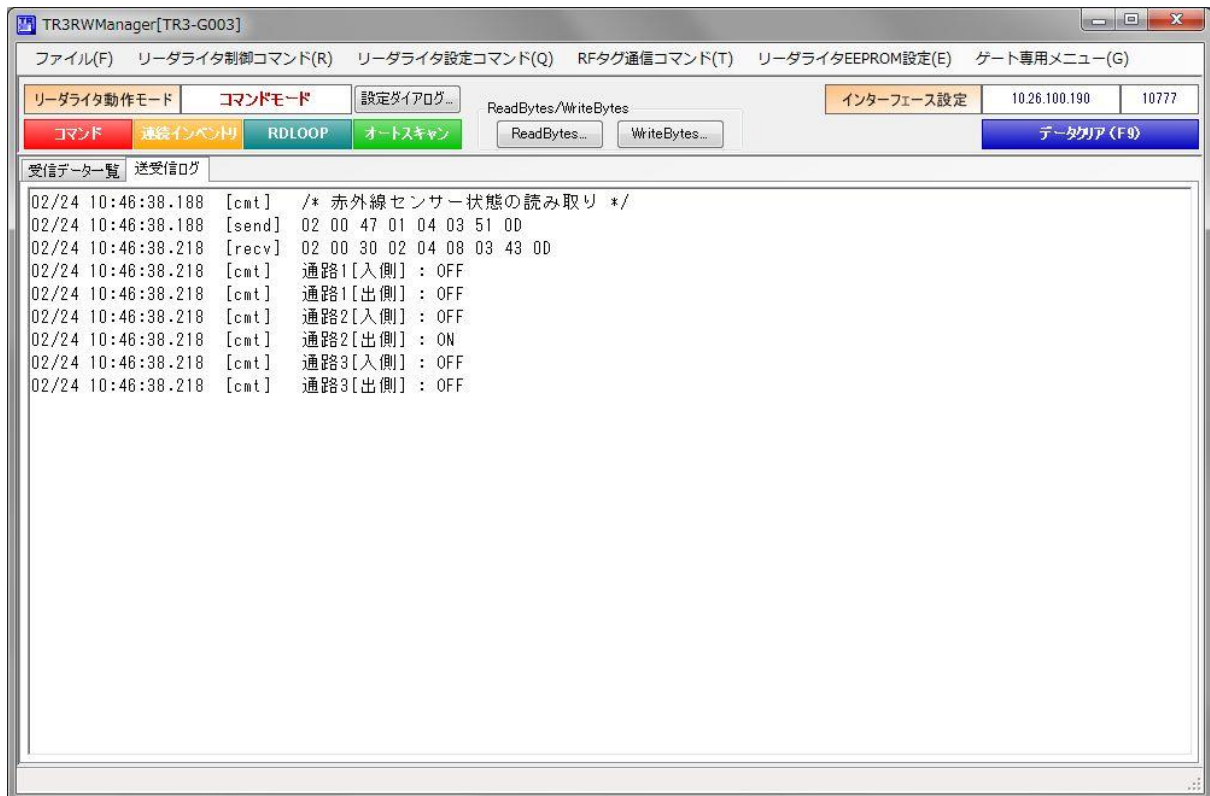 TR3RWManager[TR3-G003]
ファイル(F) リーダライタ制御コマンド(R) リーダライタ設定コマンド(Q) RFタグ通信コマンド(T) リーダライタEEPROM設定(E) ゲート専用メニュー(G)
リーダライタ動作モード コマンドモード 設定ダイアログ... ReadBytes/WriteBytes インターフェース設定 10.26.100.190 10777
コマンド 連続インベントリ RDLOOP オートスキャン ReadBytes... WriteBytes... データクリア (F9)
受信データ一覧 送受信ログ
02/24 10:46:38.188 [cmt] /* 赤外線センサー状態の読み取り */
02/24 10:46:38.188 [send] 02 00 47 01 04 03 51 0D
02/24 10:46:38.218 [recv] 02 00 30 02 04 08 03 43 0D
02/24 10:46:38.218 [cmt] 通路1[入側] : OFF
02/24 10:46:38.218 [cmt] 通路1[出側] : OFF
02/24 10:46:38.218 [cmt] 通路2[入側] : OFF
02/24 10:46:38.218 [cmt] 通路2[出側] : ON
02/24 10:46:38.218 [cmt] 通路3[入側] : OFF
02/24 10:46:38.218 [cmt] 通路3[出側] : OFF